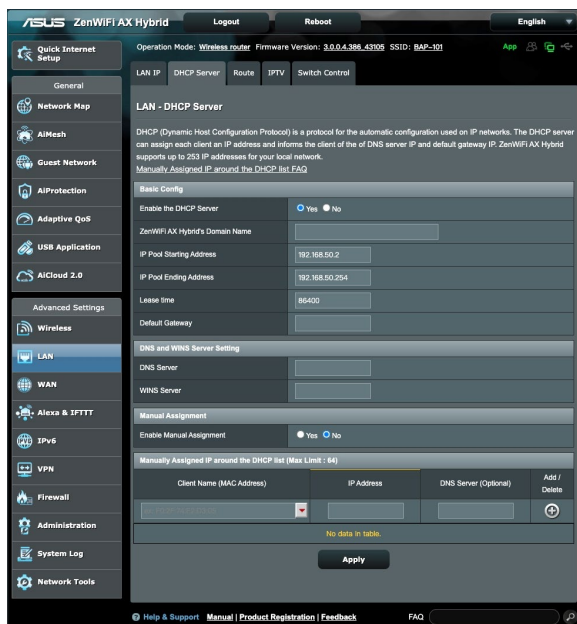 ASUS ZenWiFi AX Hybrid Logout Reboot English
Quick Internet Setup
Operation Mode: Wireless router Firmware Version: 3.0.0.4.386_43105 SSID: BAP-101 App
General
Network Map
AiMesh
Guest Network
AiProtection
Adaptive QoS
USB Application
AiCloud 2.0
Advanced Settings
Wireless
LAN
WAN
Alexa & IFTTT
IPv6
VPN
Firewall
Administration
System Log
Network Tools
LAN IP DHCP Server Route IPTV Switch Control
LAN - DHCP Server
DHCP (Dynamic Host Configuration Protocol) is a protocol for the automatic configuration used on IP networks. The DHCP server
can assign each client an IP address and informs the client of the of DNS server IP and default gateway IP. ZenWiFi AX Hybrid
supports up to 253 IP addresses for your local network.
Manually Assigned IP around the DHCP list FAQ
Basic Config
Enable the DHCP Server Yes No
ZenWiFi AX Hybrid's Domain Name
IP Pool Starting Address 192.168.50.2
IP Pool Ending Address 192.168.50.254
Lease time 86400
Default Gateway
DNS and WINS Server Setting
DNS Server
WINS Server
Manual Assignment
Enable Manual Assignment Yes No
Manually Assigned IP around the DHCP list (Max Limit : 64)
Client Name (MAC Address) IP Address DNS Server (Optional) Add / Delete
No data in table.
Apply
Help & Support Manual | Product Registration | Feedback FAQ